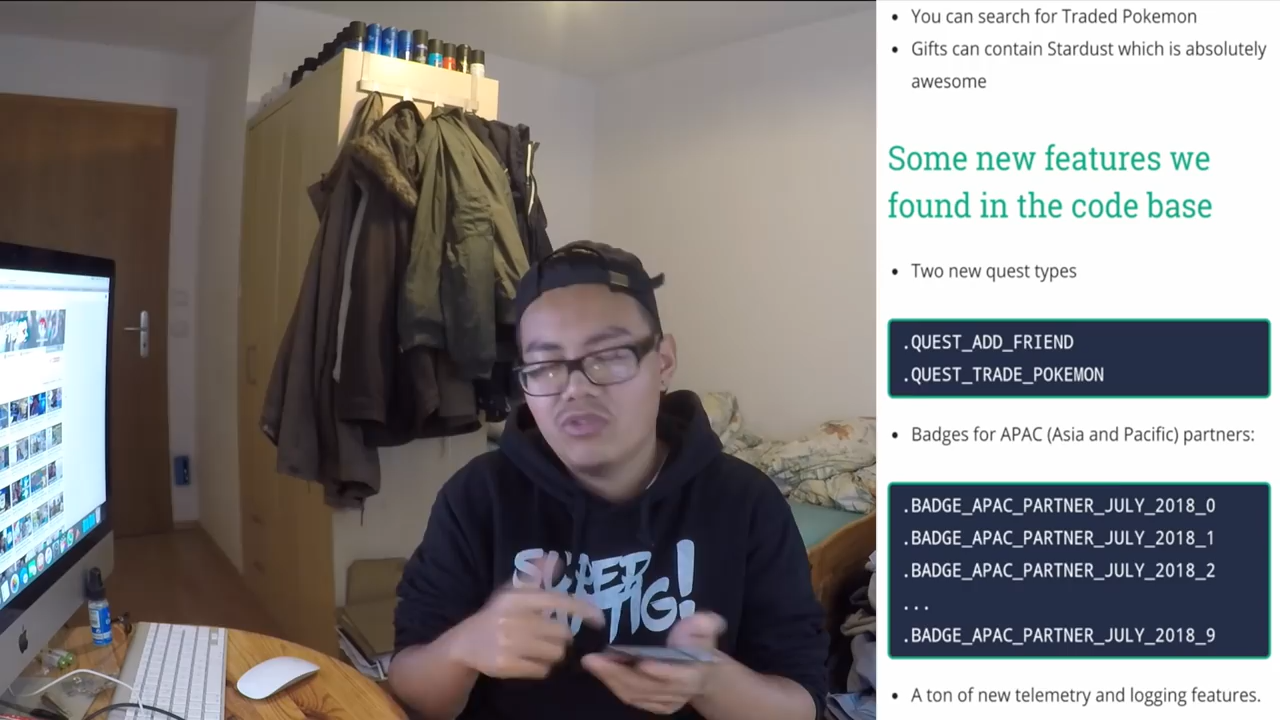 You can search for Traded Pokemon
Gifts can contain Stardust which is absolutely
awesome
Some new features we
found in the code base
Two new quest types
.QUEST_ADD_FRIEND
.QUEST_TRADE_POKEMON
Badges for APAC (Asia and Pacific) partners:
.BADGE_APAC_PARTNER_JULY_2018_0
.BADGE_APAC_PARTNER_JULY_2018_1
.BADGE_APAC_PARTNER_JULY_2018_2
...
.BADGE_APAC_PARTNER_JULY_2018_9
A ton of new telemetry and logging features.